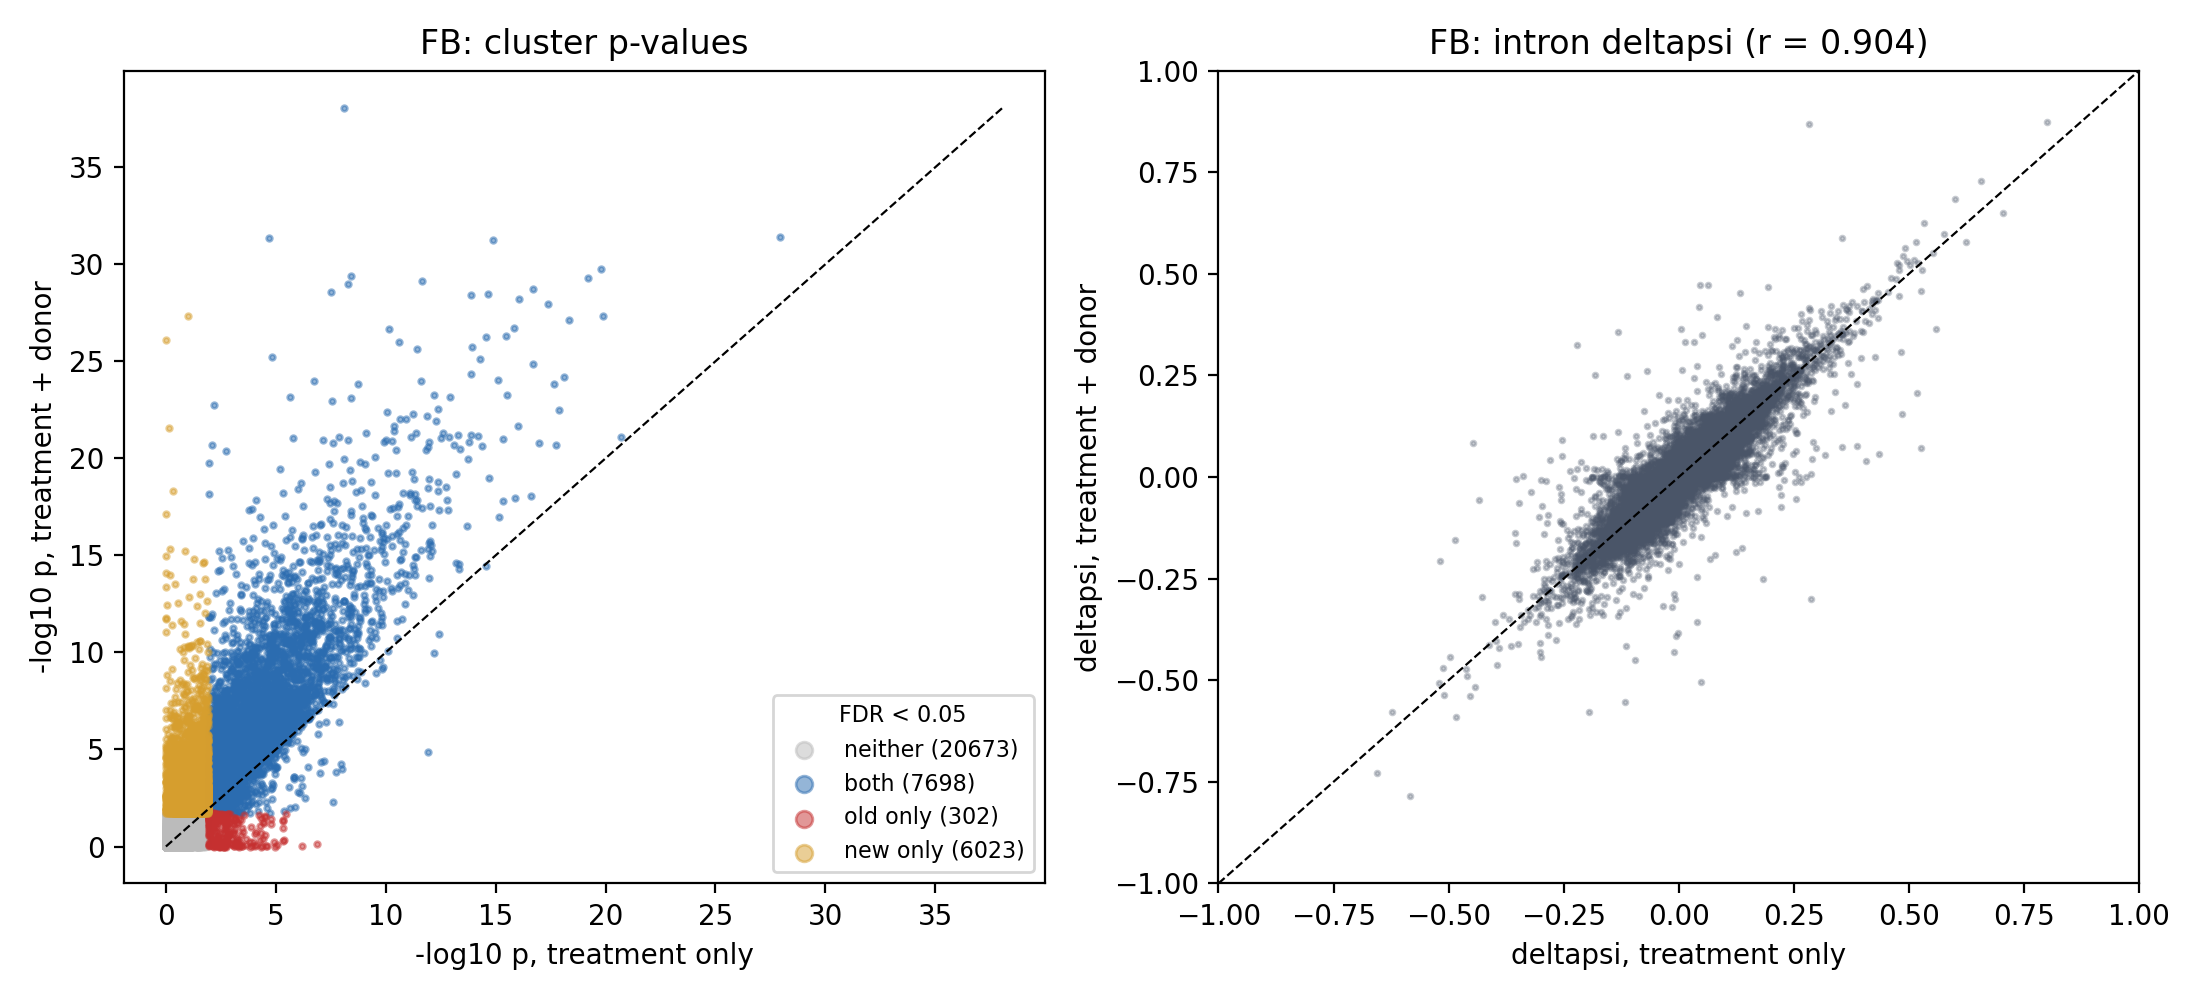 FB: cluster p-values
-log10 p, treatment + donor
35
30
25
20
15
10
5
0
0 5 10 15 20 25 30 35
-log10 p, treatment only
FDR < 0.05
neither (20673)
both (7698)
old only (302)
new only (6023)
FB: intron deltapsi (r = 0.904)
deltapsi, treatment + donor
1.00
0.75
0.50
0.25
0.00
−0.25
−0.50
−0.75
−1.00
−1.00 −0.75 −0.50 −0.25 0.00 0.25 0.50 0.75 1.00
deltapsi, treatment only